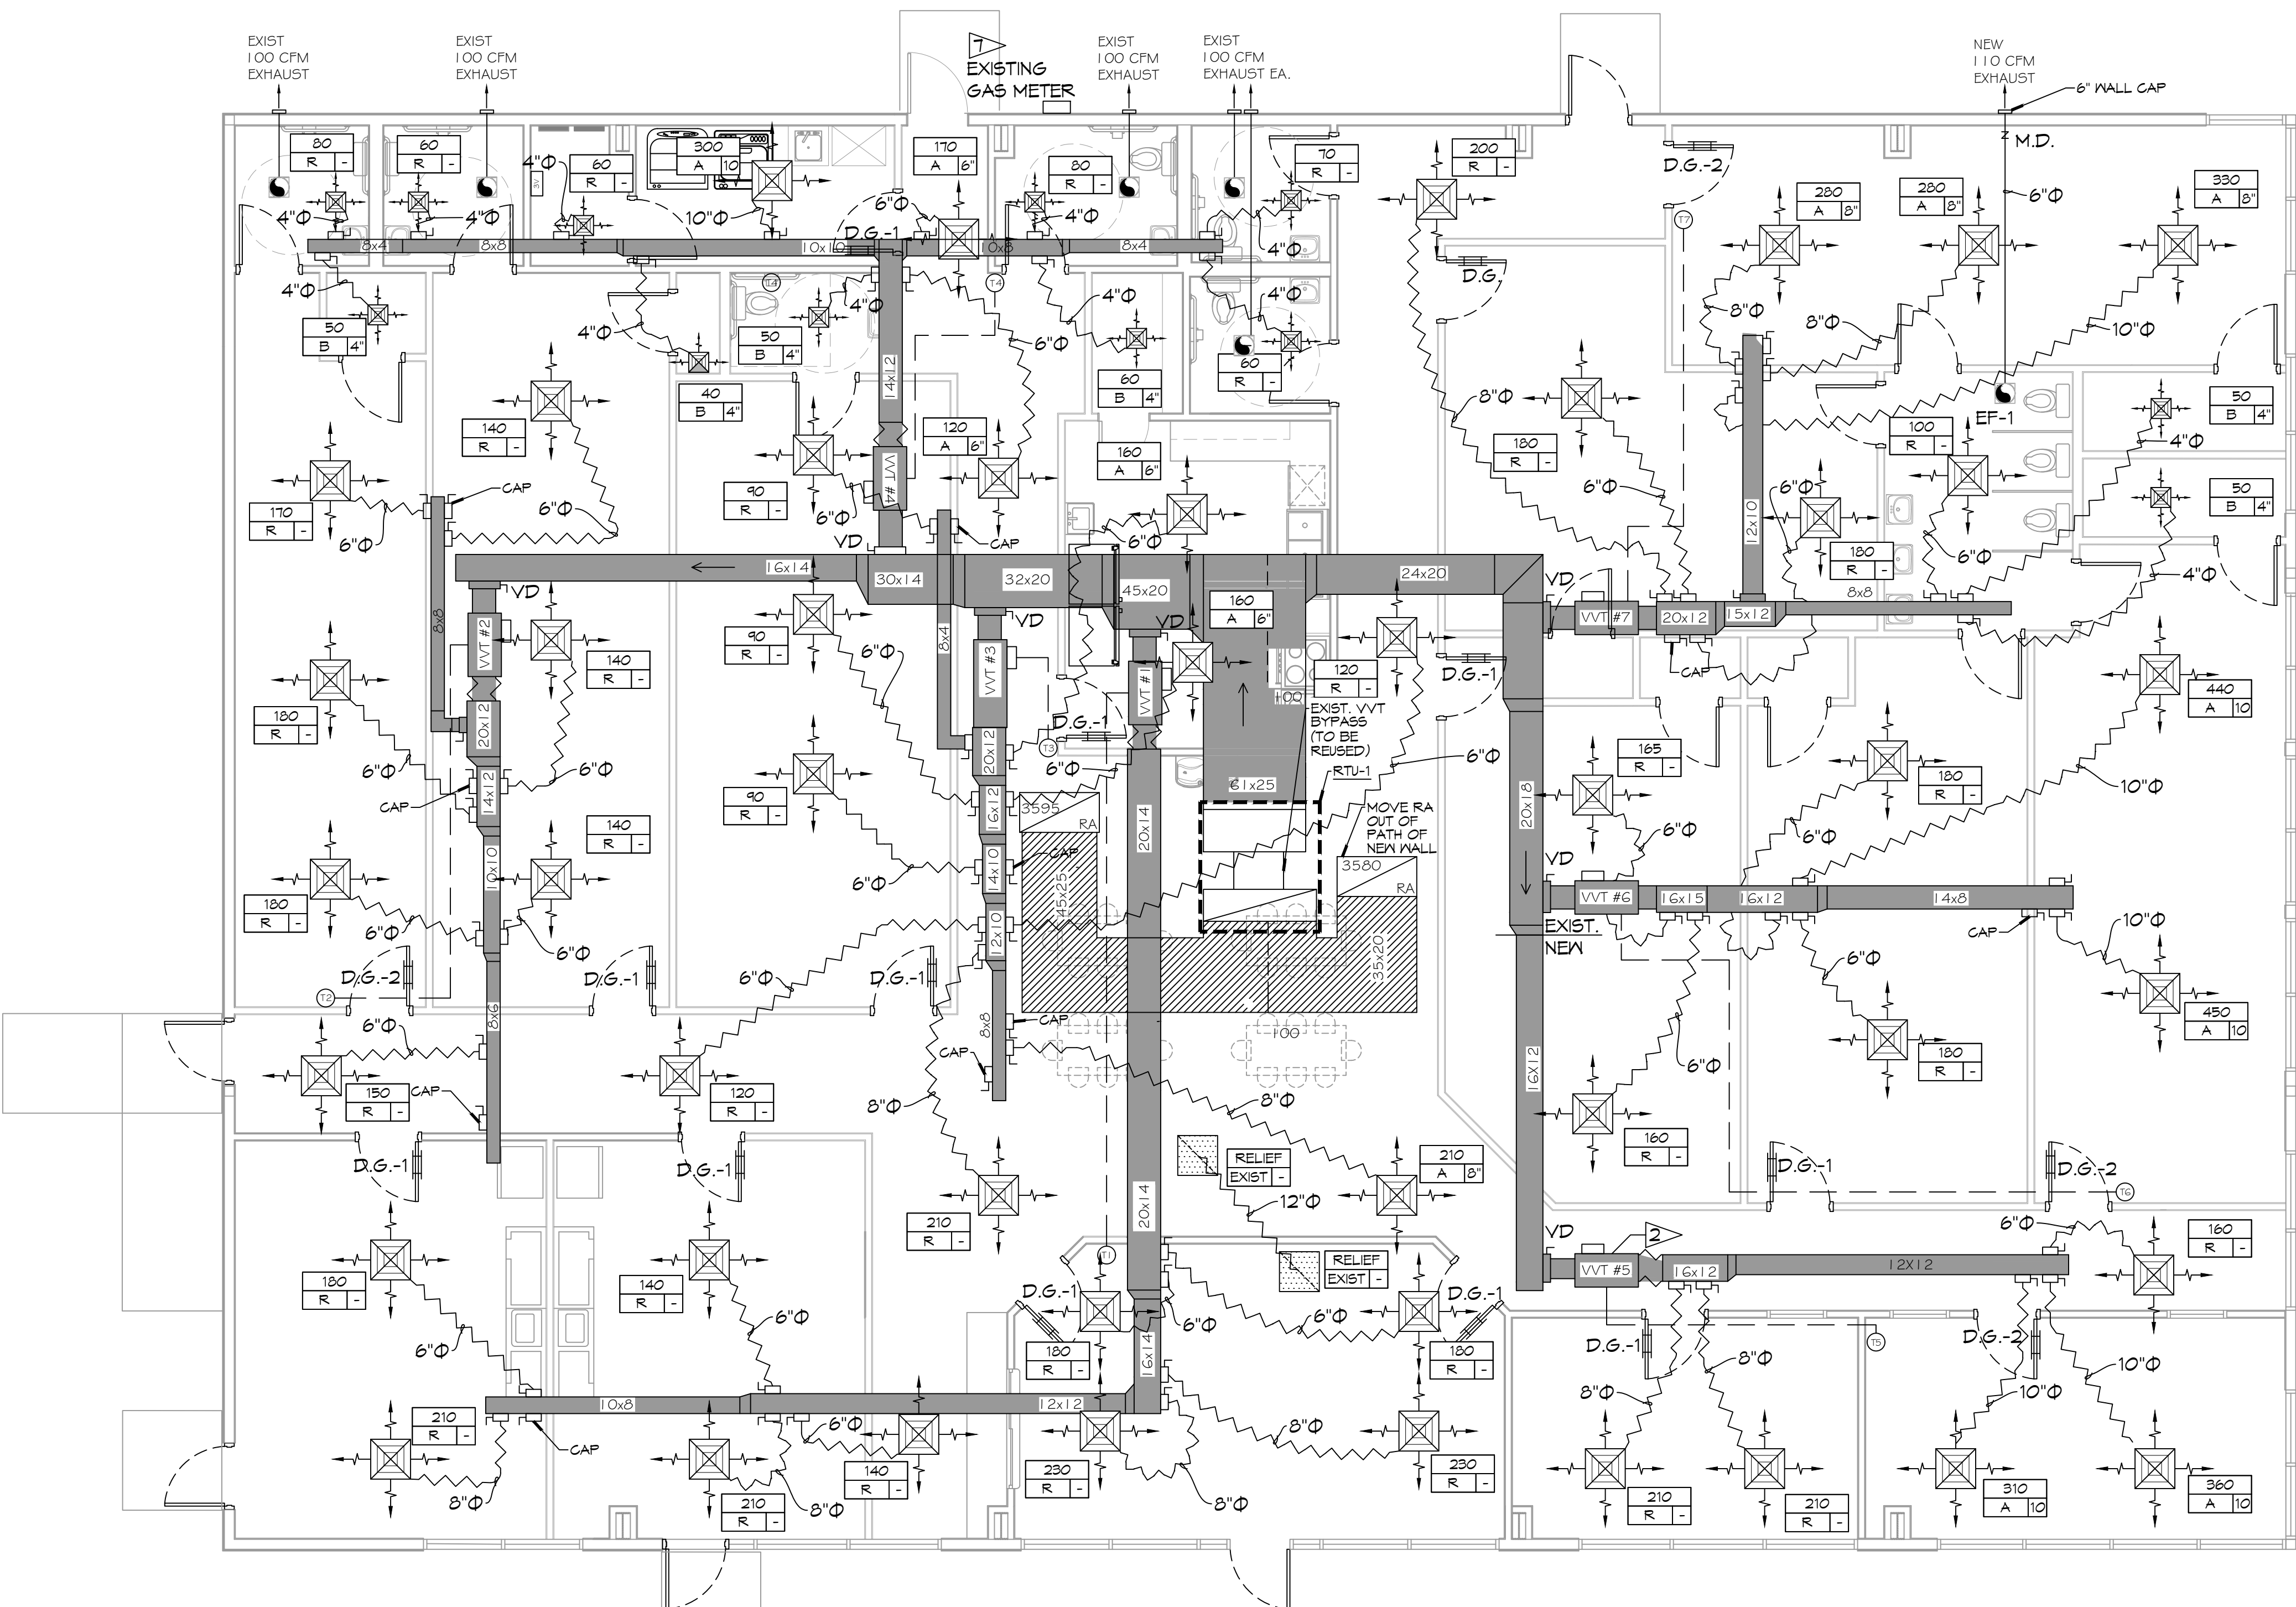 EXIST
100 CFM
EXHAUST
EXIST
100 CFM
EXHAUST
7
EXISTING
GAS METER
EXIST
100 CFM
EXHAUST
EXIST
100 CFM
EXHAUST EA.
NEW
110 CFM
EXHAUST
6" WALL CAP
M.D.
80
R -
60
R -
4"Φ
60
R -
300
A 10
170
A 6"
80
R -
70
R -
200
R -
D.G.-2
280
A 8"
280
A 8"
6"Φ
330
A 8"
4"Φ
4"Φ
10"Φ
6"Φ
4"Φ
T7
8x4
8x8
10x10
D.G.-1
10x8
8x4
4"Φ
D.G.
4"Φ
4"Φ
T4
4"Φ
4"Φ
50
B 4"
4"Φ
50
B 4"
6"Φ
8"Φ
8"Φ
10"Φ
14x12
60
B 4"
60
R -
40
B 4"
8"Φ
EF-1
50
B 4"
140
R -
120
A 6"
160
A 6"
180
R -
100
R -
4"Φ
CAP
90
R -
VVT #4
6"Φ
6"Φ
50
B 4"
170
R -
6"Φ
6"Φ
6"Φ
12x10
6"Φ
6"Φ
VD
CAP
6"Φ
180
R -
16x14
30x14
32x20
45x20
24x20
VD
8x8
4"Φ
VD
8x8
VVT #2
140
R -
90
R -
8x4
VD
VD
160
A 6"
VVT #7
20x12
15x12
6"Φ
VVT #3
VVT #1
120
R -
D.G.-1
CAP
440
A 10
180
R -
20x12
D.G.-1
100
EXIST. VVT
BYPASS
(TO BE
REUSED)
T3
20x12
6"Φ
6"Φ
165
R -
180
R -
6"Φ
6"Φ
CAP
14x12
90
R -
16x12
3595
RA
20x14
61x25
RTU-1
MOVE RA
OUT OF
PATH OF
NEW WALL
20x18
6"Φ
6"Φ
10"Φ
140
R -
10x10
6"Φ
14x10
CAP
45x25
3580
RA
VD
VVT #6
16x15
16x12
14x8
180
R -
6"Φ
12x10
EXIST.
NEW
CAP
10"Φ
6"Φ
D.G.-2
D.G.-1
6"Φ
D.G.-1
35x20
6"Φ
T2
8x6
8x8
CAP
100
450
A 10
6"Φ
CAP
16X12
6"Φ
180
R -
150
R -
CAP
120
R -
8"Φ
8"Φ
160
R -
D.G.-1
D.G.-1
RELIEF
EXIST -
210
A 8"
D.G.-1
D.G.-2
T6
210
R -
20x14
12"Φ
VD
2
6"Φ
160
R -
180
R -
140
R -
T1
RELIEF
EXIST -
VVT #5
16x12
12X12
D.G.-1
D.G.-1
6"Φ
6"Φ
6"Φ
6"Φ
180
R -
16x14
180
R -
D.G.-1
D.G.-2
T5
8"Φ
10"Φ
8"Φ
10"Φ
10x8
12x12
210
R -
CAP
6"Φ
8"Φ
140
R -
230
R -
230
R -
8"Φ
210
R -
8"Φ
8"Φ
210
R -
210
R -
310
A 10
360
A 10